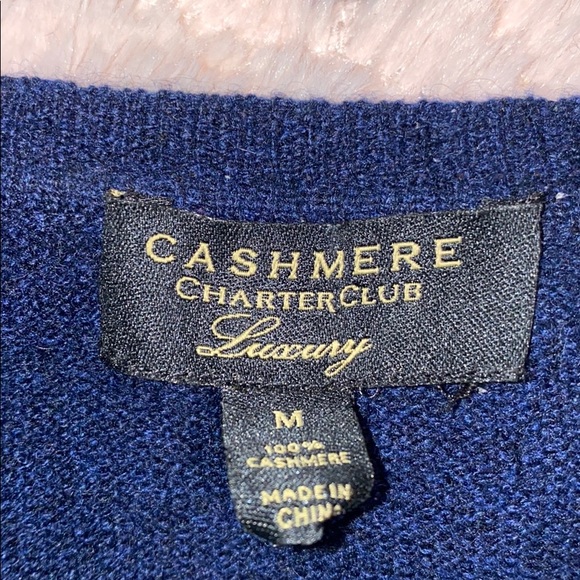 CASHMERE
CHARTER CLUB
Luxury
M
100%
CASHMERE
MADE IN
CHINA